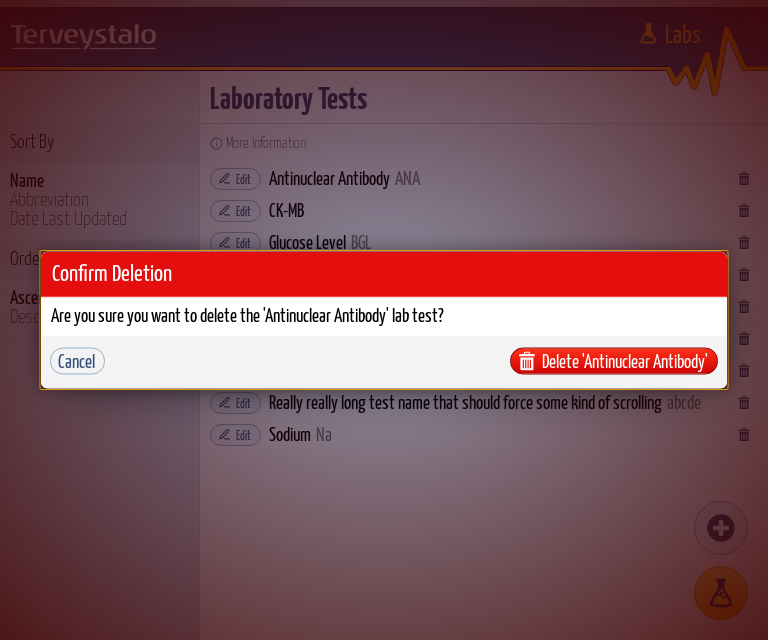 Terveystalo
Labs
Laboratory Tests
Sort By
Name
Abbreviation
Date Last Updated
More Information
Edit Antinuclear Antibody ANA
Edit CK-MB
Edit Glucose Level BGL
Confirm Deletion
Are you sure you want to delete the 'Antinuclear Antibody' lab test?
Cancel
Delete 'Antinuclear Antibody'
Edit Really really long test name that should force some kind of scrolling abcde
Edit Sodium Na